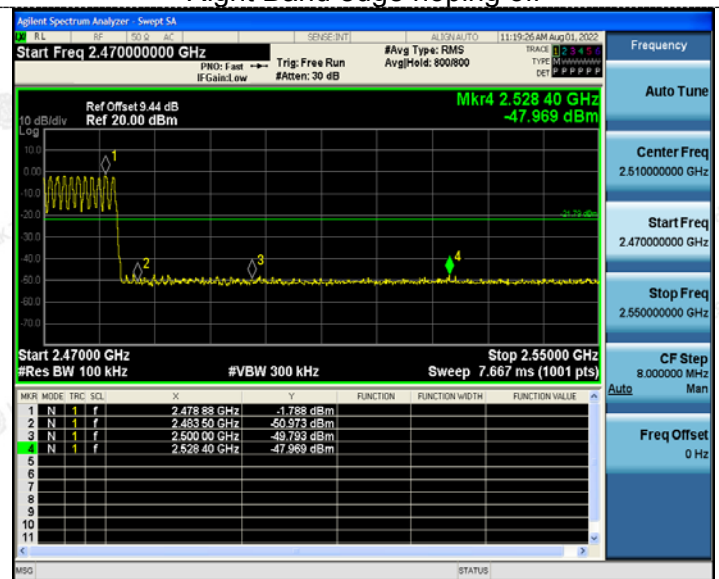 Right Band edge hoping off
Agilent Spectrum Analyzer - Swept SA
RL RF 50 Ω AC SENSE:INT ALIGN AUTO 11:19:26 AM Aug 01, 2022
Start Freq 2.470000000 GHz
PNO: Fast
IFGain:Low
Trig: Free Run
#Atten: 30 dB
#Avg Type: RMS
Avg|Hold: 800/800
TRACE 1 2 3 4 5 6
TYPE M W W W W W
DET P P P P P P
Ref Offset 9.44 dB
10 dB/div Ref 20.00 dBm
Log
Mkr4 2.528 40 GHz
-47.969 dBm
10.0
0.00
-10.0
-20.0
-30.0
-40.0
-50.0
-60.0
-70.0
1
2
3
4
-21.79 dBm
Start 2.47000 GHz Stop 2.55000 GHz
#Res BW 100 kHz #VBW 300 kHz Sweep 7.667 ms (1001 pts)
MKR MODE TRC SCL X Y FUNCTION FUNCTION WIDTH FUNCTION VALUE
1 N 1 f 2.478 88 GHz -1.788 dBm
2 N 1 f 2.483 50 GHz -50.973 dBm
3 N 1 f 2.500 00 GHz -49.793 dBm
4 N 1 f 2.528 40 GHz -47.969 dBm
5
6
7
8
9
10
11
MSG STATUS
Frequency
Auto Tune
Center Freq
2.510000000 GHz
Start Freq
2.470000000 GHz
Stop Freq
2.550000000 GHz
CF Step
8.000000 MHz
Auto Man
Freq Offset
0 Hz